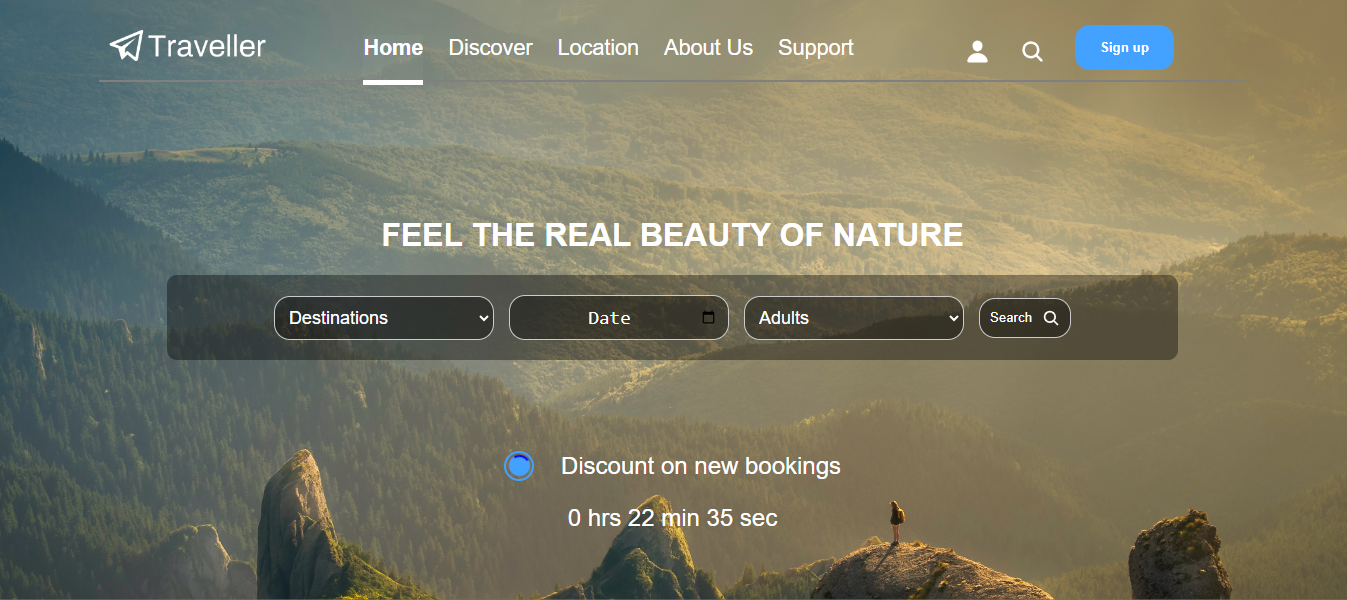 Traveller
Home Discover Location About Us Support
Sign up
FEEL THE REAL BEAUTY OF NATURE
Destinations
Date
Adults
Search
Discount on new bookings
0 hrs 22 min 35 sec